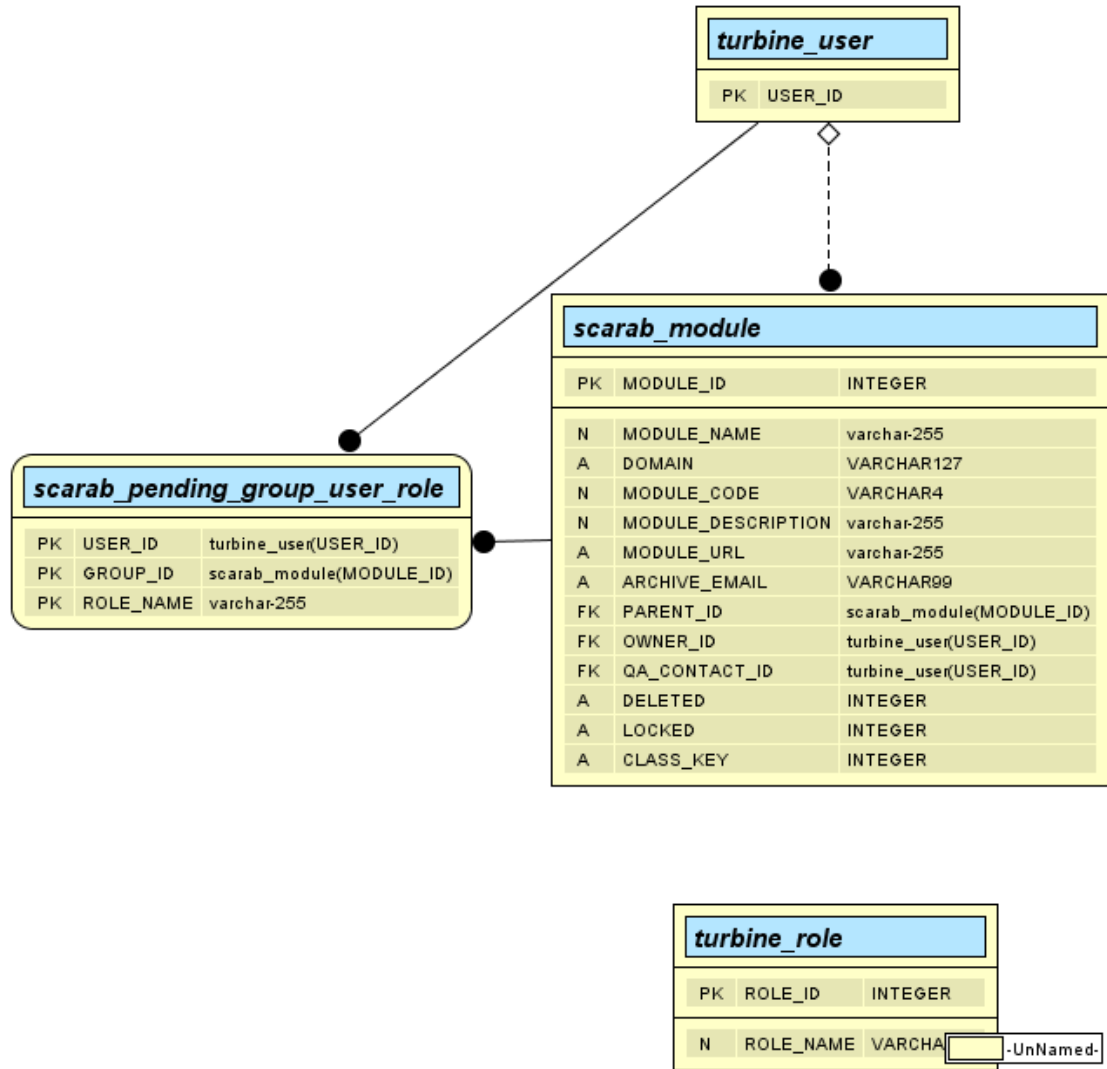 turbine_user
PK USER_ID
scarab_module
PK MODULE_ID INTEGER
N MODULE_NAME varchar-255
A DOMAIN VARCHAR127
N MODULE_CODE VARCHAR4
N MODULE_DESCRIPTION varchar-255
A MODULE_URL varchar-255
A ARCHIVE_EMAIL VARCHAR99
FK PARENT_ID scarab_module(MODULE_ID)
FK OWNER_ID turbine_user(USER_ID)
FK QA_CONTACT_ID turbine_user(USER_ID)
A DELETED INTEGER
A LOCKED INTEGER
A CLASS_KEY INTEGER
scarab_pending_group_user_role
PK USER_ID turbine_user(USER_ID)
PK GROUP_ID scarab_module(MODULE_ID)
PK ROLE_NAME varchar-255
turbine_role
PK ROLE_ID INTEGER
N ROLE_NAME VARCHA
-UnNamed-